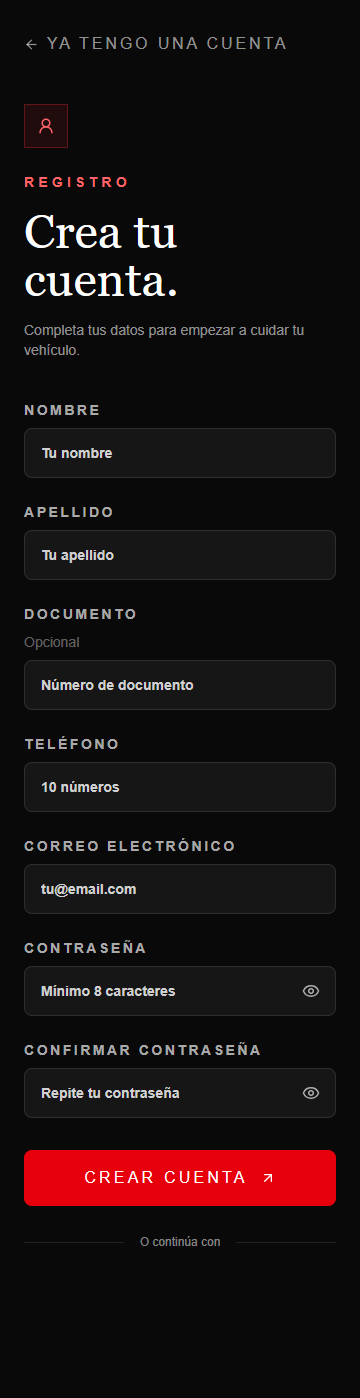 YA TENGO UNA CUENTA
REGISTRO
Crea tu
cuenta.
Completa tus datos para empezar a cuidar tu
vehículo.
NOMBRE
Tu nombre
APELLIDO
Tu apellido
DOCUMENTO
Opcional
Número de documento
TELÉFONO
10 números
CORREO ELECTRÓNICO
tu@email.com
CONTRASEÑA
Mínimo 8 caracteres
CONFIRMAR CONTRASEÑA
Repite tu contraseña
CREAR CUENTA
O continúa con